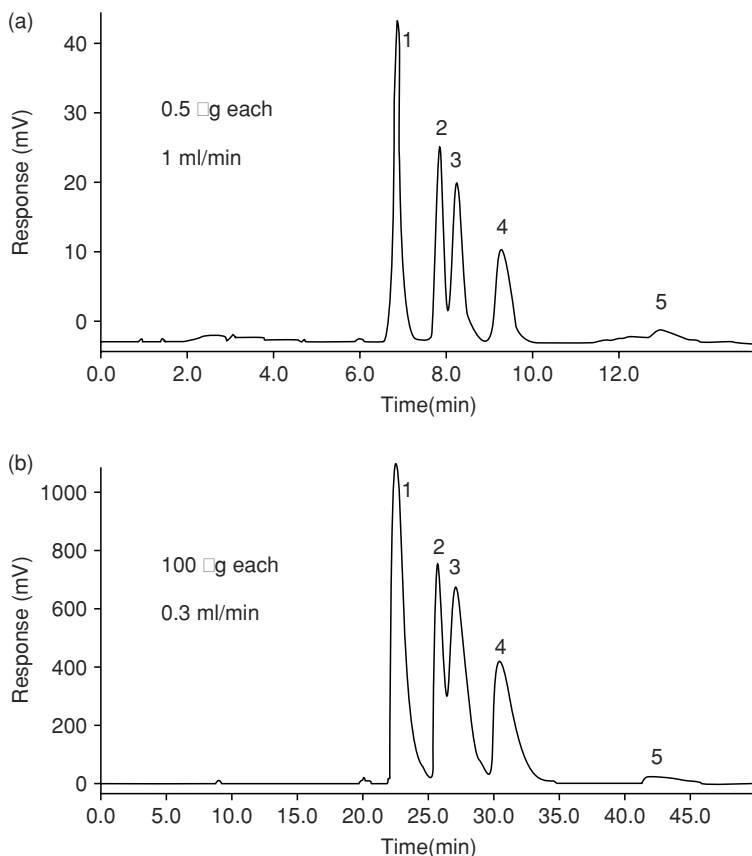 (a)
40
30
20
10
0
Response (mV)
0.5 □g each
1 ml/min
1
2
3
4
5
0.0 2.0 4.0 6.0 8.0 10.0 12.0
Time(min)
(b)
1000
800
600
400
200
0
Response (mV)
100 □g each
0.3 ml/min
1
2
3
4
5
0.0 5.0 10.0 15.0 20.0 25.0 30.0 35.0 40.0 45.0
Time(min)